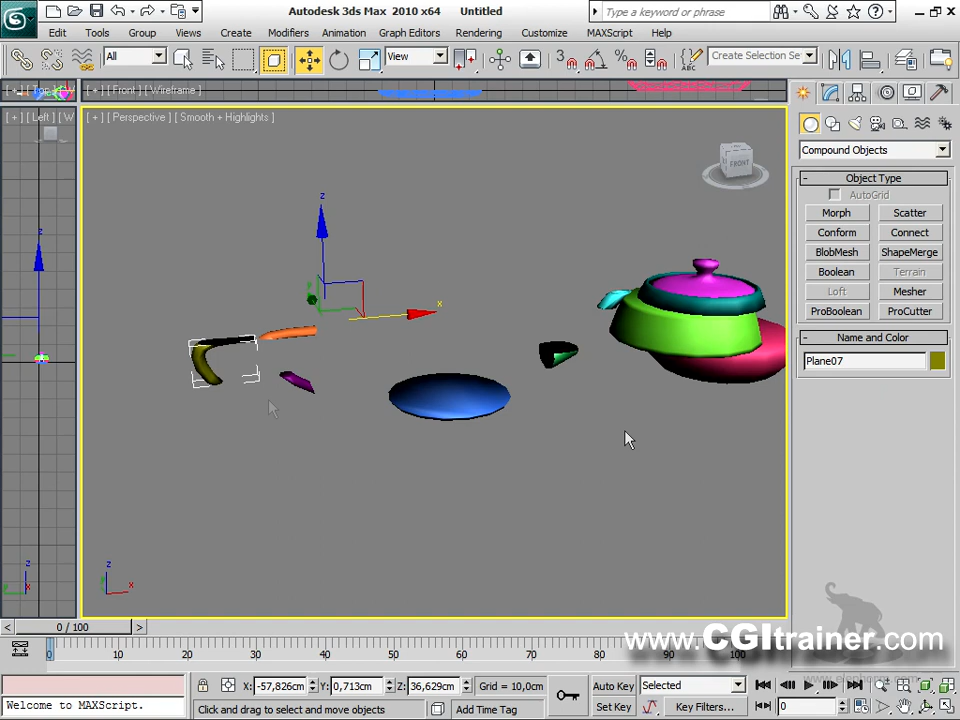 Autodesk 3ds Max 2010 x64 Untitled
Type a keyword or phrase
Edit Tools Group Views Create Modifiers Animation Graph Editors Rendering Customize MAXScript Help
All
View
3
ABC
Create Selection Se
[ + ] [ Front ] [ Wireframe ]
[ + ] [ Left ] [ W
[ + ] [ Perspective ] [ Smooth + Highlights ]
FRONT
z
x
z
z
x
z
x
Compound Objects
- Object Type
AutoGrid
Morph Scatter
Conform Connect
BlobMesh ShapeMerge
Boolean Terrain
Loft Mesher
ProBoolean ProCutter
- Name and Color
Plane07
< 0 / 100 >
0 10 20 30 40 50 60 70 80 90 100
www.CGItrainer.com
X: -57,826cm Y: 0,713cm Z: 36,629cm Grid = 10,0cm
Auto Key Selected
Welcome to MAXScript.
Click and drag to select and move objects
Add Time Tag
Set Key Key Filters... 0